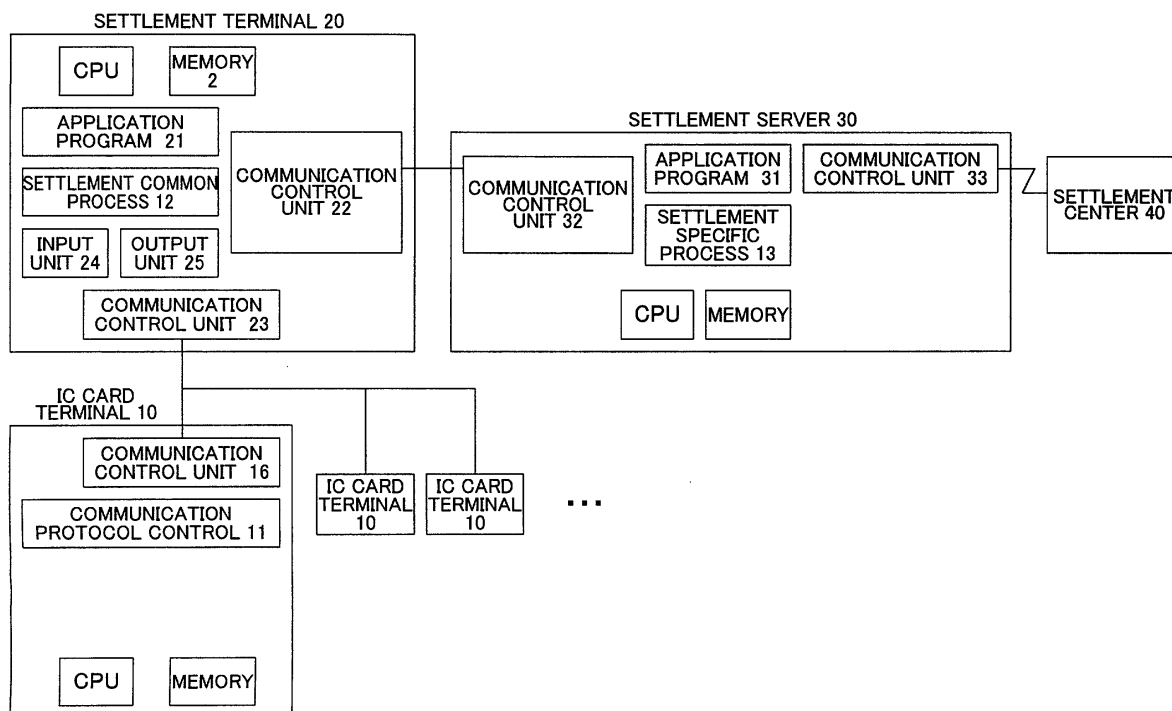 SETTLEMENT TERMINAL 20
CPU
MEMORY
2
APPLICATION
PROGRAM 21
SETTLEMENT COMMON
PROCESS 12
INPUT
UNIT 24
OUTPUT
UNIT 25
COMMUNICATION
CONTROL
UNIT 22
COMMUNICATION
CONTROL UNIT 23
SETTLEMENT SERVER 30
COMMUNICATION
CONTROL
UNIT 32
APPLICATION
PROGRAM 31
SETTLEMENT
SPECIFIC
PROCESS 13
COMMUNICATION
CONTROL UNIT 33
CPU
MEMORY
SETTLEMENT
CENTER 40
IC CARD
TERMINAL 10
COMMUNICATION
CONTROL UNIT 16
COMMUNICATION
PROTOCOL CONTROL 11
CPU
MEMORY
IC CARD
TERMINAL
10
IC CARD
TERMINAL
10
...